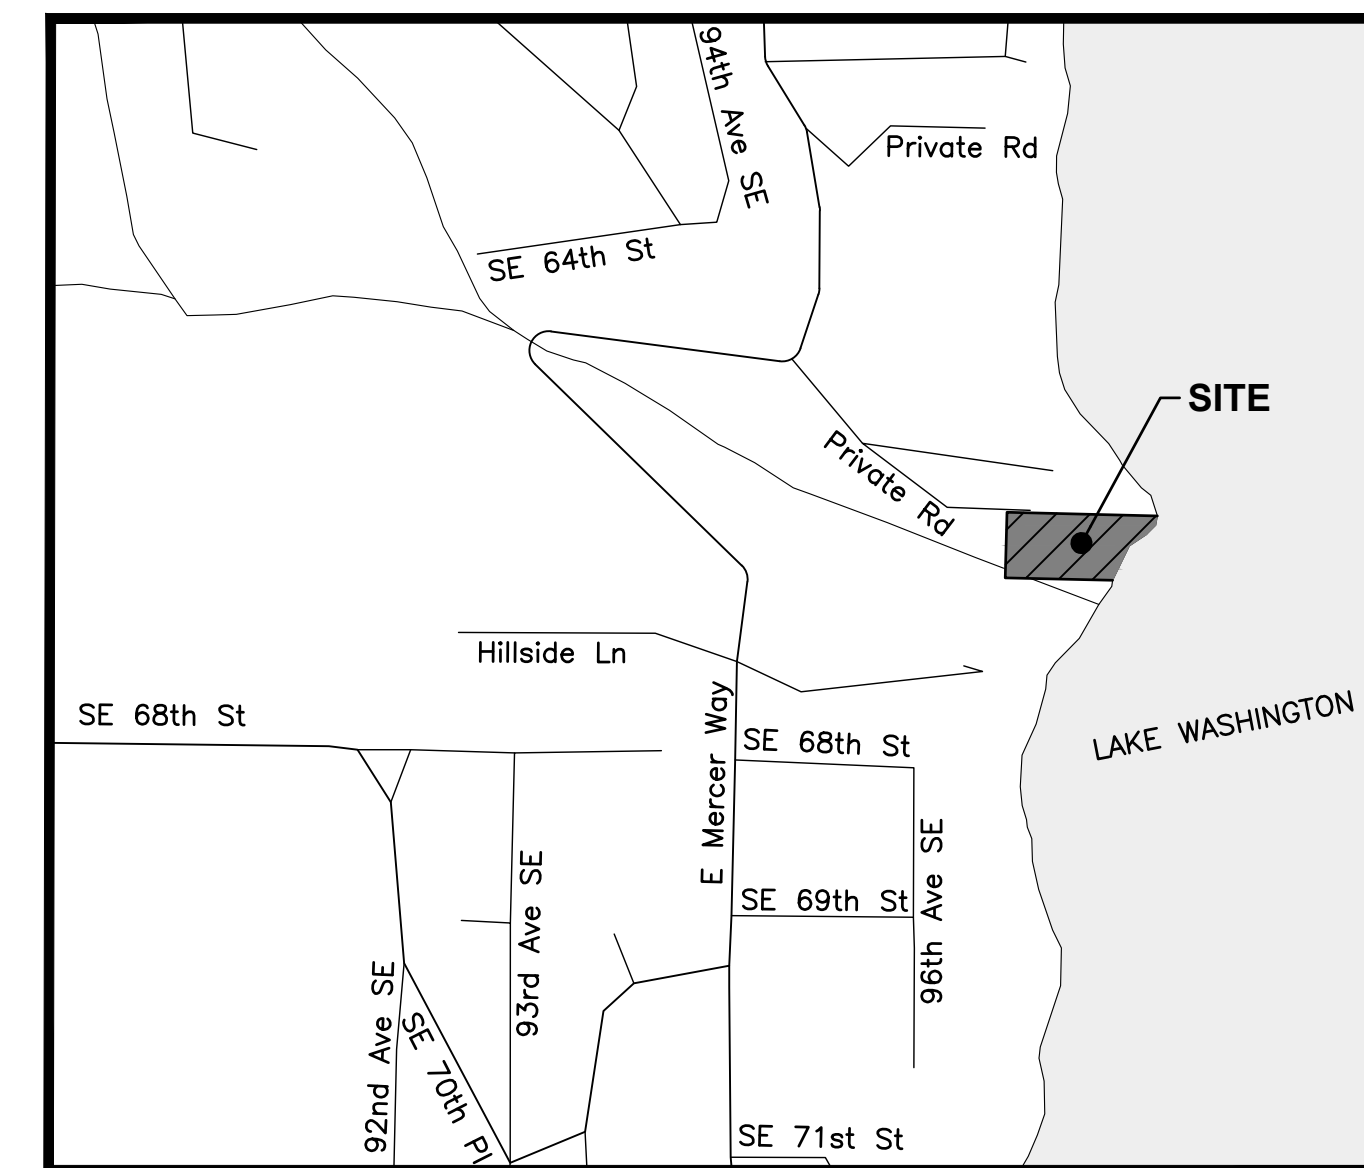 94th Ave SE
Private Rd
SE 64th St
SITE
Private Rd
Hillside Ln
SE 68th St
E Mercer Way
SE 68th St
LAKE WASHINGTON
SE 69th St
96th Ave SE
93rd Ave SE
92nd Ave SE
SE 70th Pl
SE 71st St